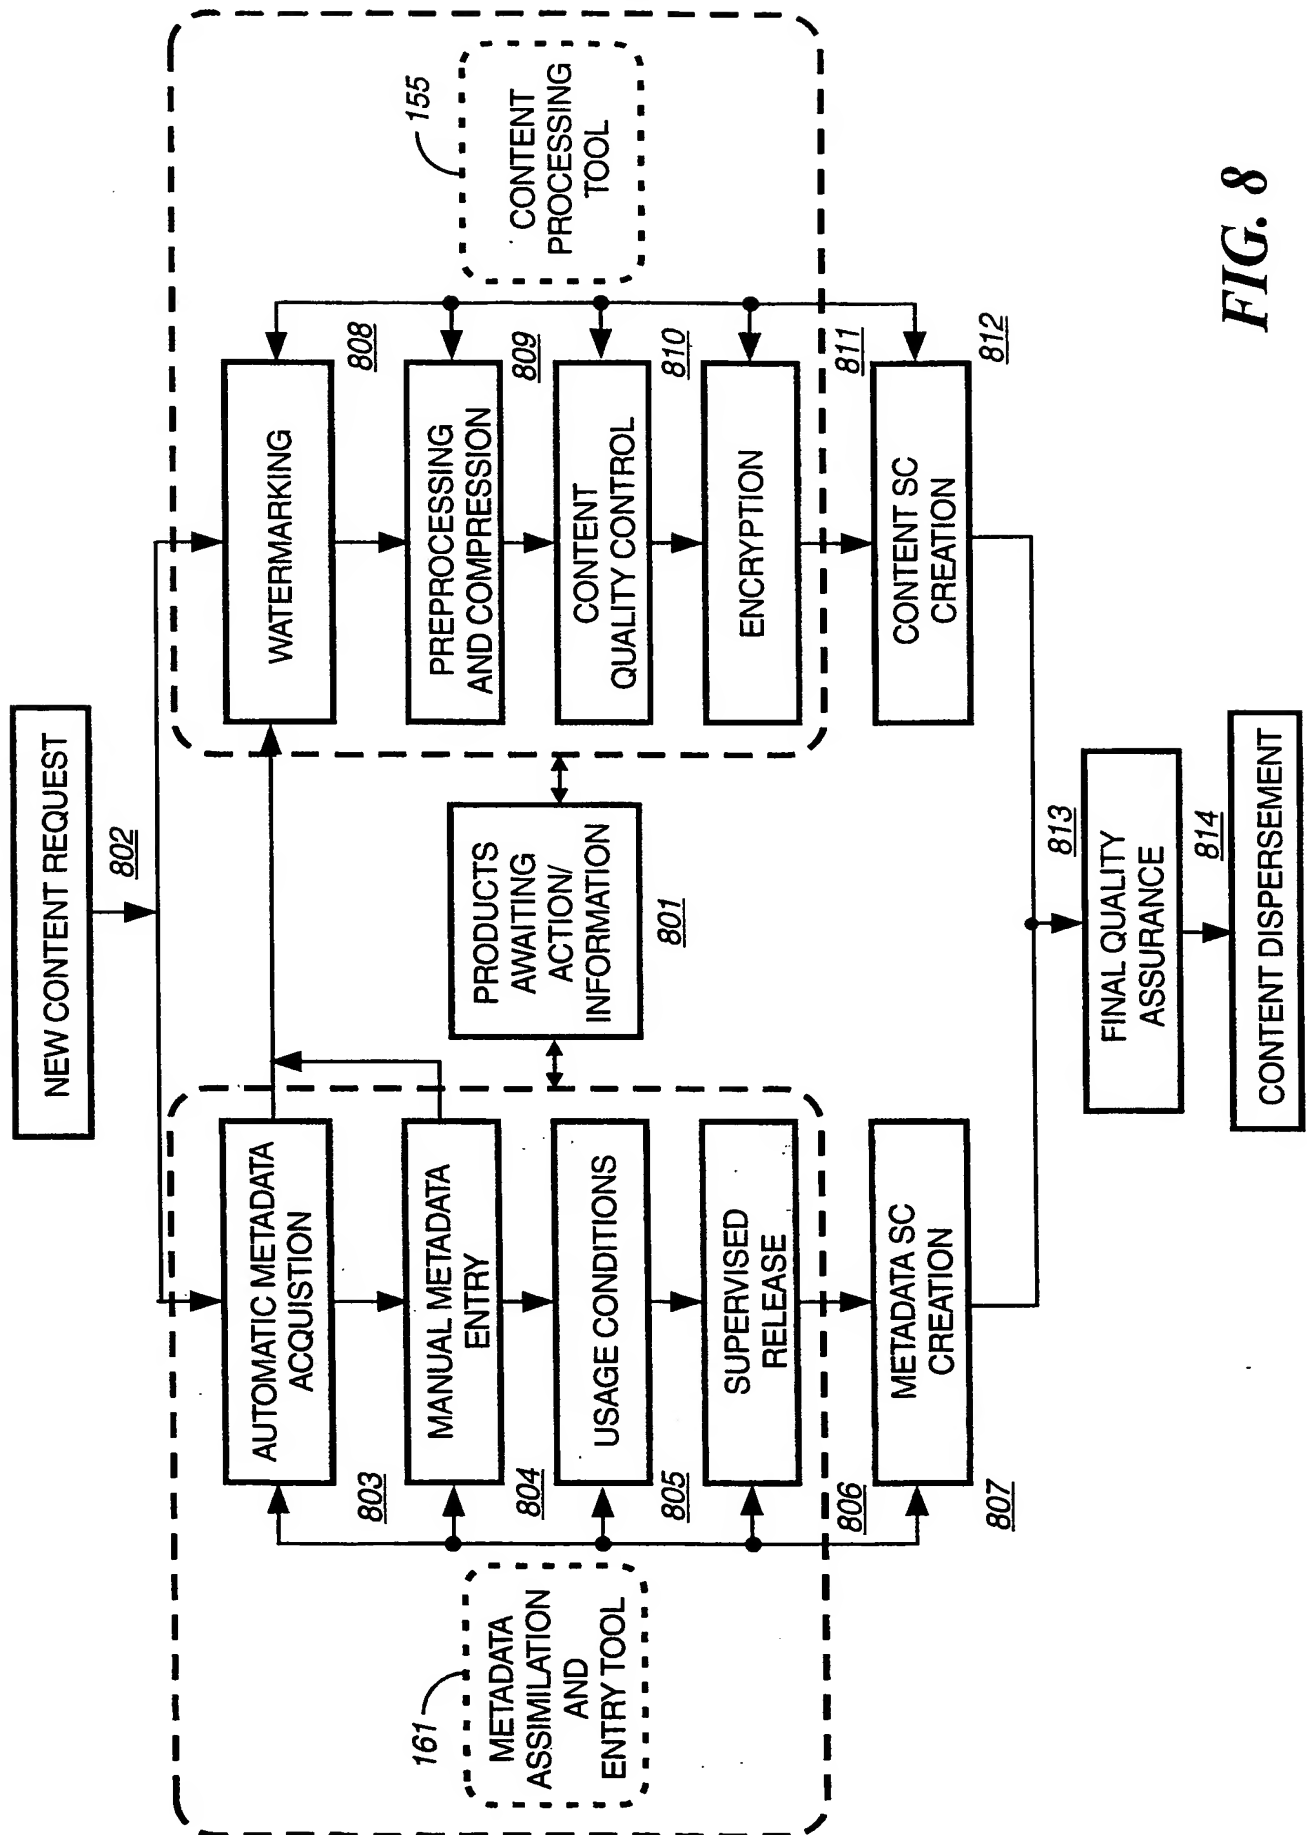 NEW CONTENT REQUEST
802
AUTOMATIC METADATA
ACQUISTION
803
MANUAL METADATA
ENTRY
804
USAGE CONDITIONS
805
SUPERVISED
RELEASE
806
METADATA SC
CREATION
807
161
METADATA
ASSIMILATION
AND
ENTRY TOOL
PRODUCTS
AWAITING
ACTION/
INFORMATION
801
WATERMARKING
808
PREPROCESSING
AND COMPRESSION
809
CONTENT
QUALITY CONTROL
810
ENCRYPTION
811
CONTENT SC
CREATION
812
155
CONTENT
PROCESSING
TOOL
FINAL QUALITY
ASSURANCE
813
CONTENT DISPERSEMENT
814
FIG. 8